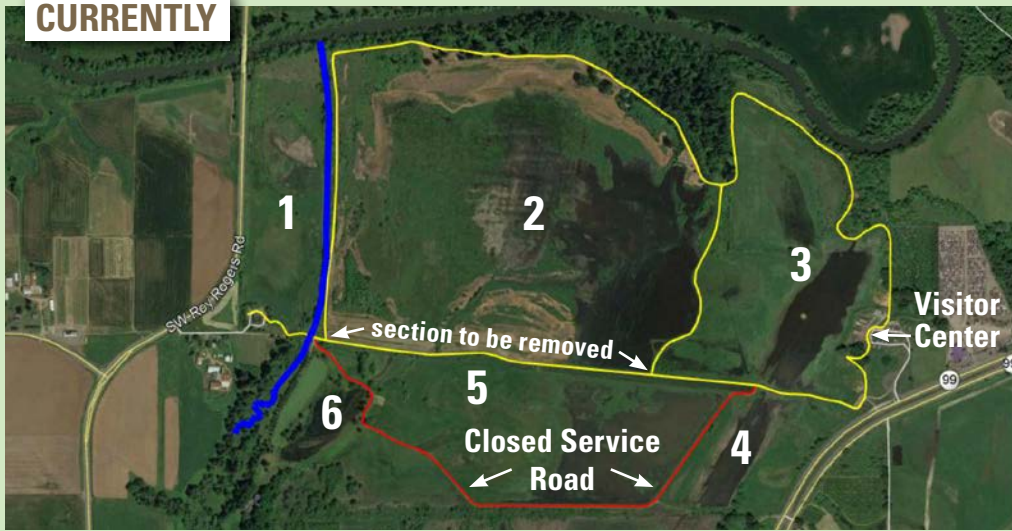 CURRENTLY
1
2
3
SW Roy Rogers Rd
Visitor
Center
section to be removed
99
5
6
4
Closed Service
Road